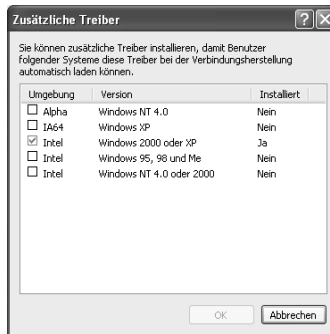 Zusätzliche Treiber
Sie können zusätzliche Treiber installieren, damit Benutzer
folgender Systeme diese Treiber bei der Verbindungsherstellung
automatisch laden können.
Umgebung Version Installiert
Alpha Windows NT 4.0 Nein
IA64 Windows XP Nein
Intel Windows 2000 oder XP Ja
Intel Windows 95, 98 und Me Nein
Intel Windows NT 4.0 oder 2000 Nein
OK Abbrechen